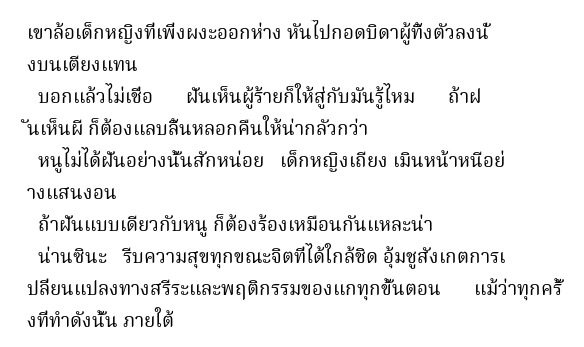 เขาล้อเด็กหญิงที่เพิ่งผงะออกห่าง หันไปกอดบิดาผู้ทิ้งตัวลงนั
่งบนเตียงแทน
บอกแล้วไม่เชื่อ ฝันเห็นผู้ร้ายก็ให้สู่กับมันรู้ไหม ถ้าฝ
ันเห็นผี ก็ต้องแลบลิ้นหลอกคืนให้น่ากลัวกว่า
หนูไม่ได้ฝันอย่างนั้นสักหน่อย เด็กหญิงเถียง เมินหน้าหนีอย่
างแสนงอน
ถ้าฝันแบบเดียวกับหนู ก็ต้องร้องเหมือนกันแหละน่า
น่านชินะ รีบความสุขทุกขณะจิตที่ได้ใกล้ชิด อุ้มชูสังเกตการเ
ปลี่ยนแปลงทางสรีระและพฤติกรรมของแกทุกขั้นตอน แม้ว่าทุกครั้
งที่ทำดังนั้น ภายใต้